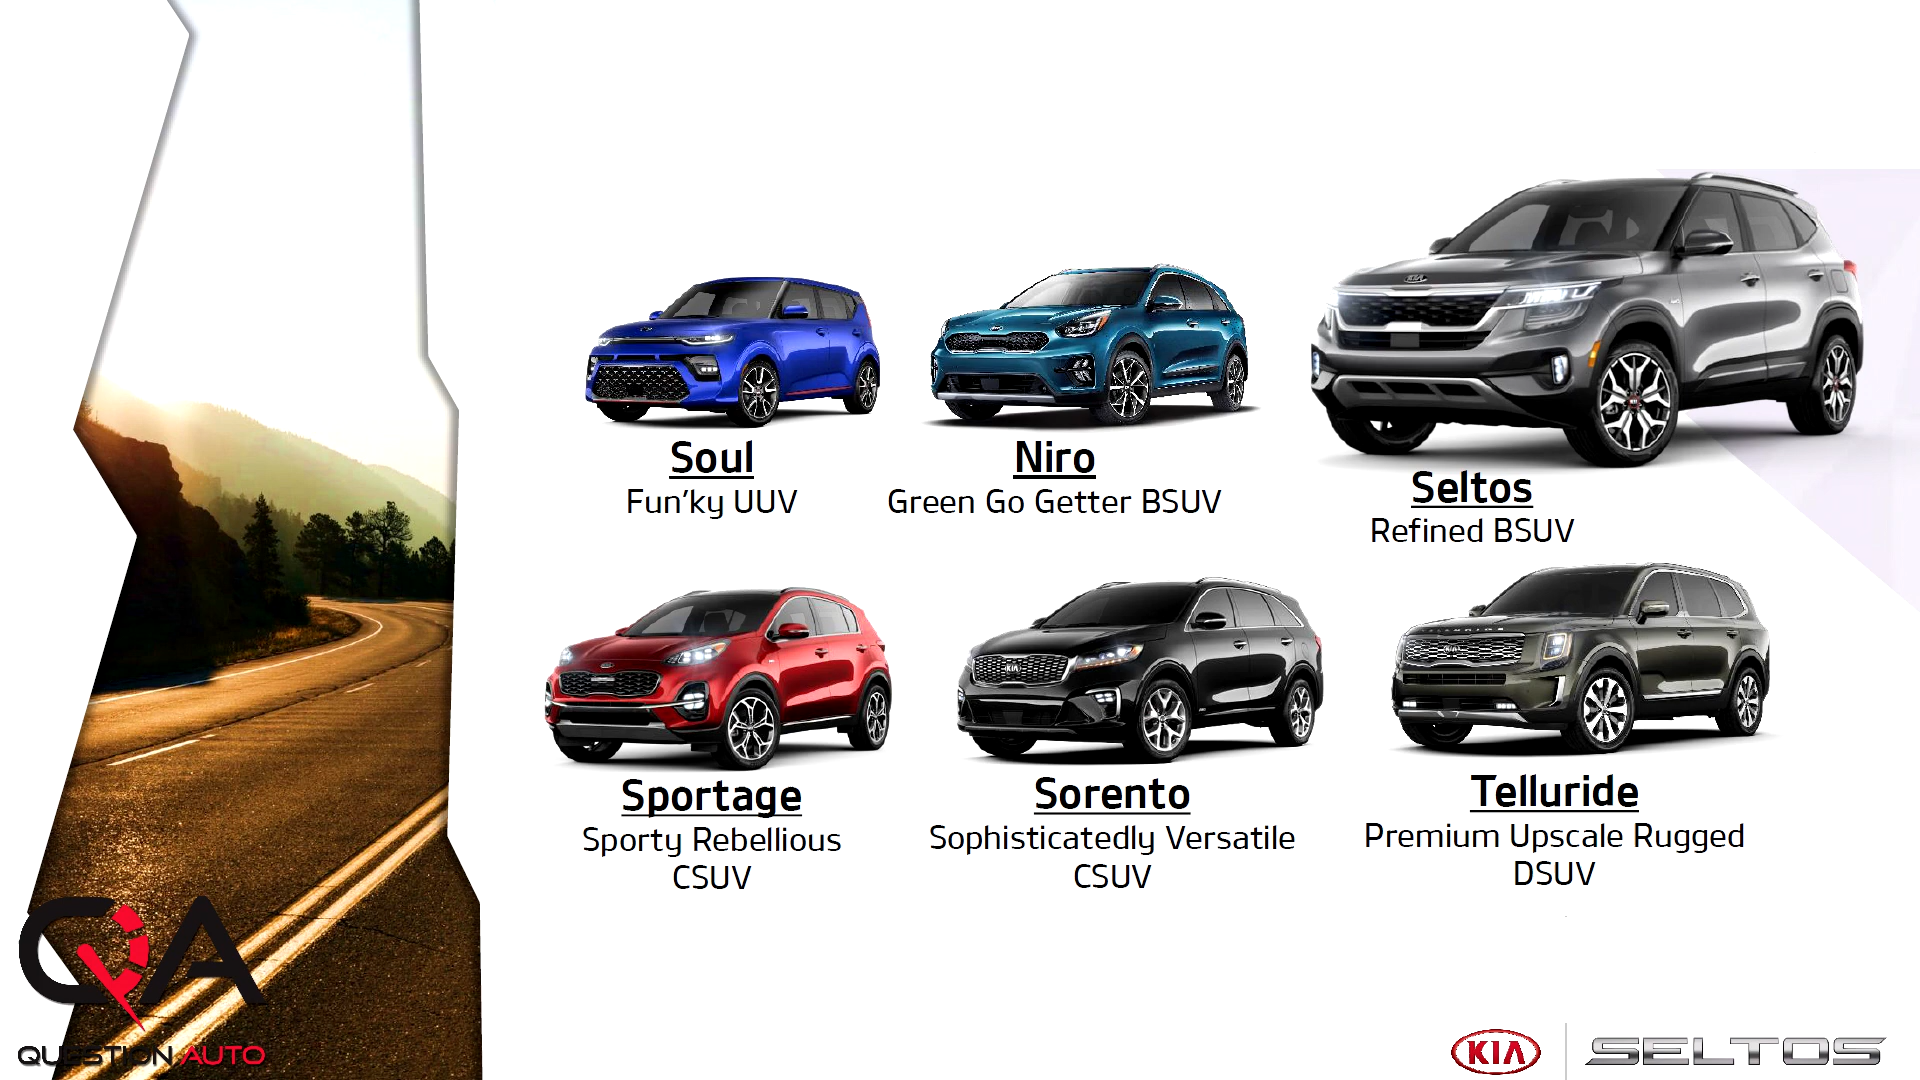 Soul
Fun'ky UUV
Niro
Green Go Getter BSUV
Seltos
Refined BSUV
Sportage
Sporty Rebellious
CSUV
Sorento
Sophisticatedly Versatile
CSUV
Telluride
Premium Upscale Rugged
DSUV
QA
QUESTION AUTO
KIA
SELTOS